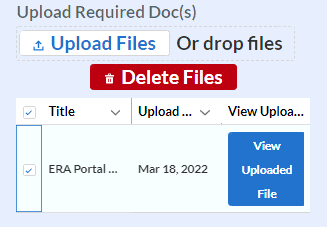 Upload Required Doc(s)
Upload Files Or drop files
Delete Files
Title Upload ... View Uploa...
ERA Portal ... Mar 18, 2022 View
Uploaded
File